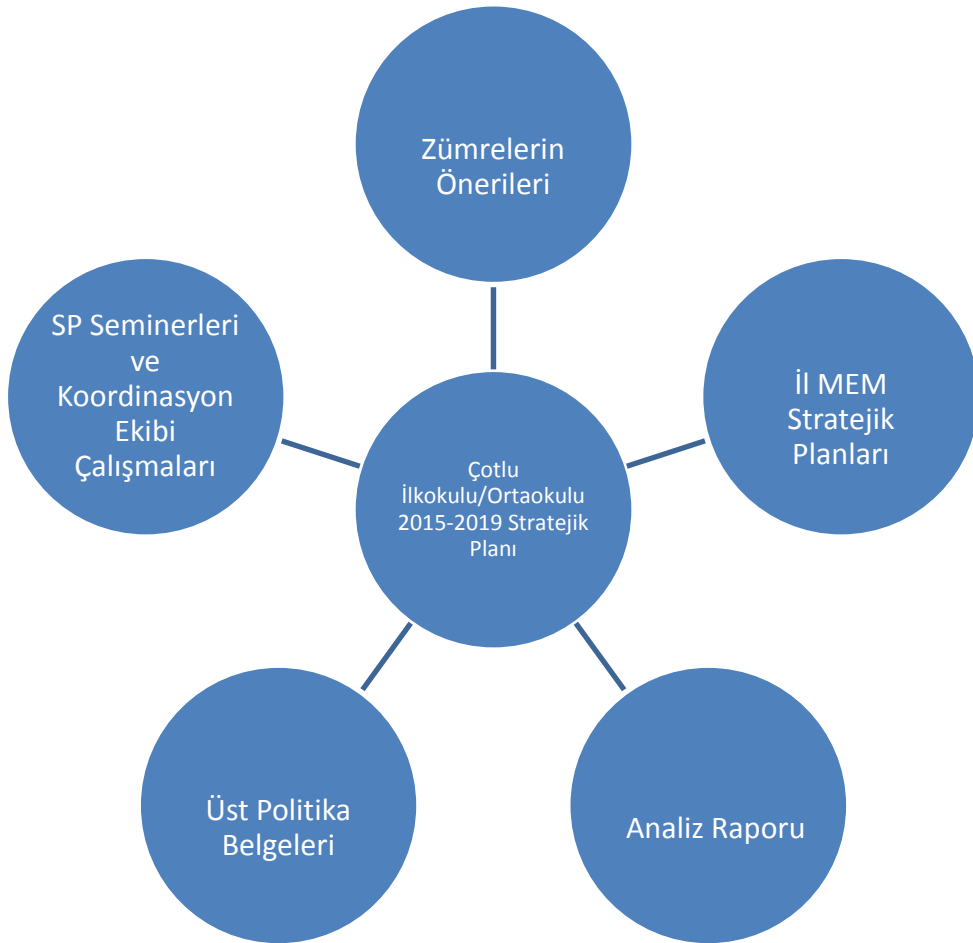 Zümrelerin
Önerileri
SP Seminerleri
ve
Koordinasyon
Ekibi
Çalışmaları
İl MEM
Stratejik
Planları
Çotlu
İlkokulu/Ortaokulu
2015-2019 Stratejik
Planı
Üst Politika
Belgeleri
Analiz Raporu